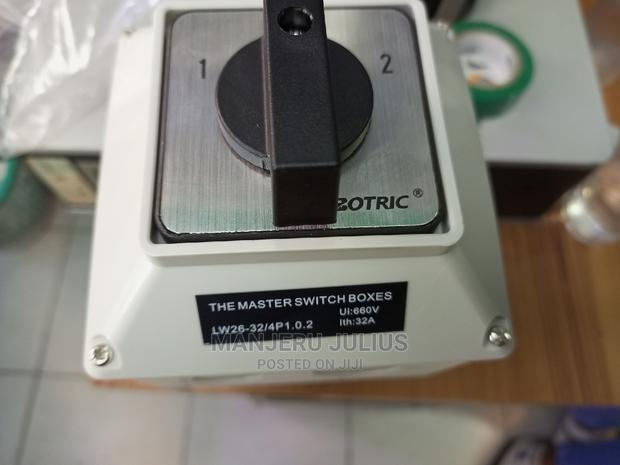 1 2
BOTRIC®
THE MASTER SWITCH BOXES
Ui:660V
LW26-32/4P1.0.2
Ith:32A
MANJERU JULIUS
POSTED ON JIJI